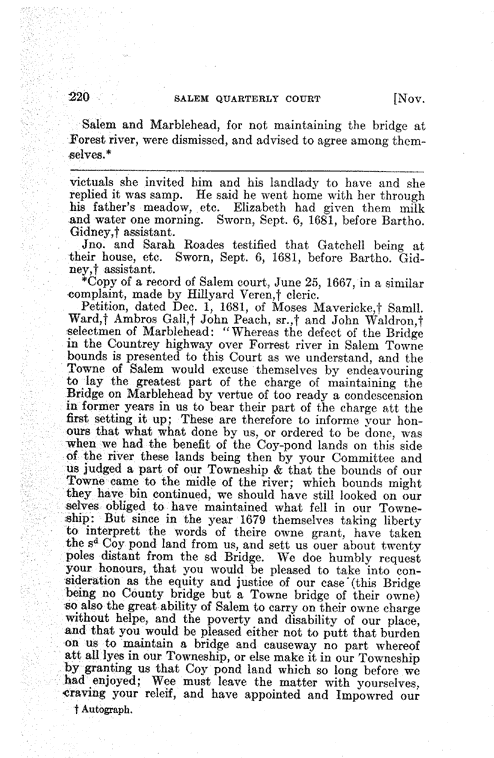 220 SALEM QUARTERLY COURT [Nov.
Salem and Marblehead, for not maintaining the bridge at
Forest river, were dismissed, and advised to agree among them-
selves.*
victuals she invited him and his landlady to have and she
replied it was samp. He said he went home with her through
his father's meadow, etc. Elizabeth had given them milk
and water one morning. Sworn, Sept. 6, 1681, before Bartho.
Gidney,† assistant.
Jno. and Sarah Roades testified that Gatchell being at
their house, etc. Sworn, Sept. 6, 1681, before Bartho. Gid-
ney,† assistant.
*Copy of a record of Salem court, June 25, 1667, in a similar
complaint, made by Hillyard Veren,† cleric.
Petition, dated Dec. 1, 1681, of Moses Mavericke,† Samll.
Ward,† Ambros Gall,† John Peach, sr.,† and John Waldron,†
selectmen of Marblehead: "Whereas the defect of the Bridge
in the Countrey highway over Forrest river in Salem Towne
bounds is presented to this Court as we understand, and the
Towne of Salem would excuse themselves by endeavouring
to lay the greatest part of the charge of maintaining the
Bridge on Marblehead by vertue of too ready a condescension
in former years in us to bear their part of the charge att the
first setting it up; These are therefore to informe your hon-
ours that what what done by us, or ordered to be done, was
when we had the benefit of the Coy-pond lands on this side
of the river these lands being then by your Committee and
us judged a part of our Towneship & that the bounds of our
Towne came to the midle of the river; which bounds might
they have bin continued, we should have still looked on our
selves obliged to have maintained what fell in our Towne-
ship: But since in the year 1679 themselves taking liberty
to interprett the words of theire owne grant, have taken
the sd Coy pond land from us, and sett us ouer about twenty
poles distant from the sd Bridge. We doe humbly request
your honours, that you would be pleased to take into con-
sideration as the equity and justice of our case (this Bridge
being no County bridge but a Towne bridge of their owne)
so also the great ability of Salem to carry on their owne charge
without helpe, and the poverty and disability of our place,
and that you would be pleased either not to putt that burden
on us to maintain a bridge and causeway no part whereof
att all lyes in our Towneship, or else make it in our Towneship
by granting us that Coy pond land which so long before we
had enjoyed; Wee must leave the matter with yourselves,
craving your releif, and have appointed and Impowred our
† Autograph.